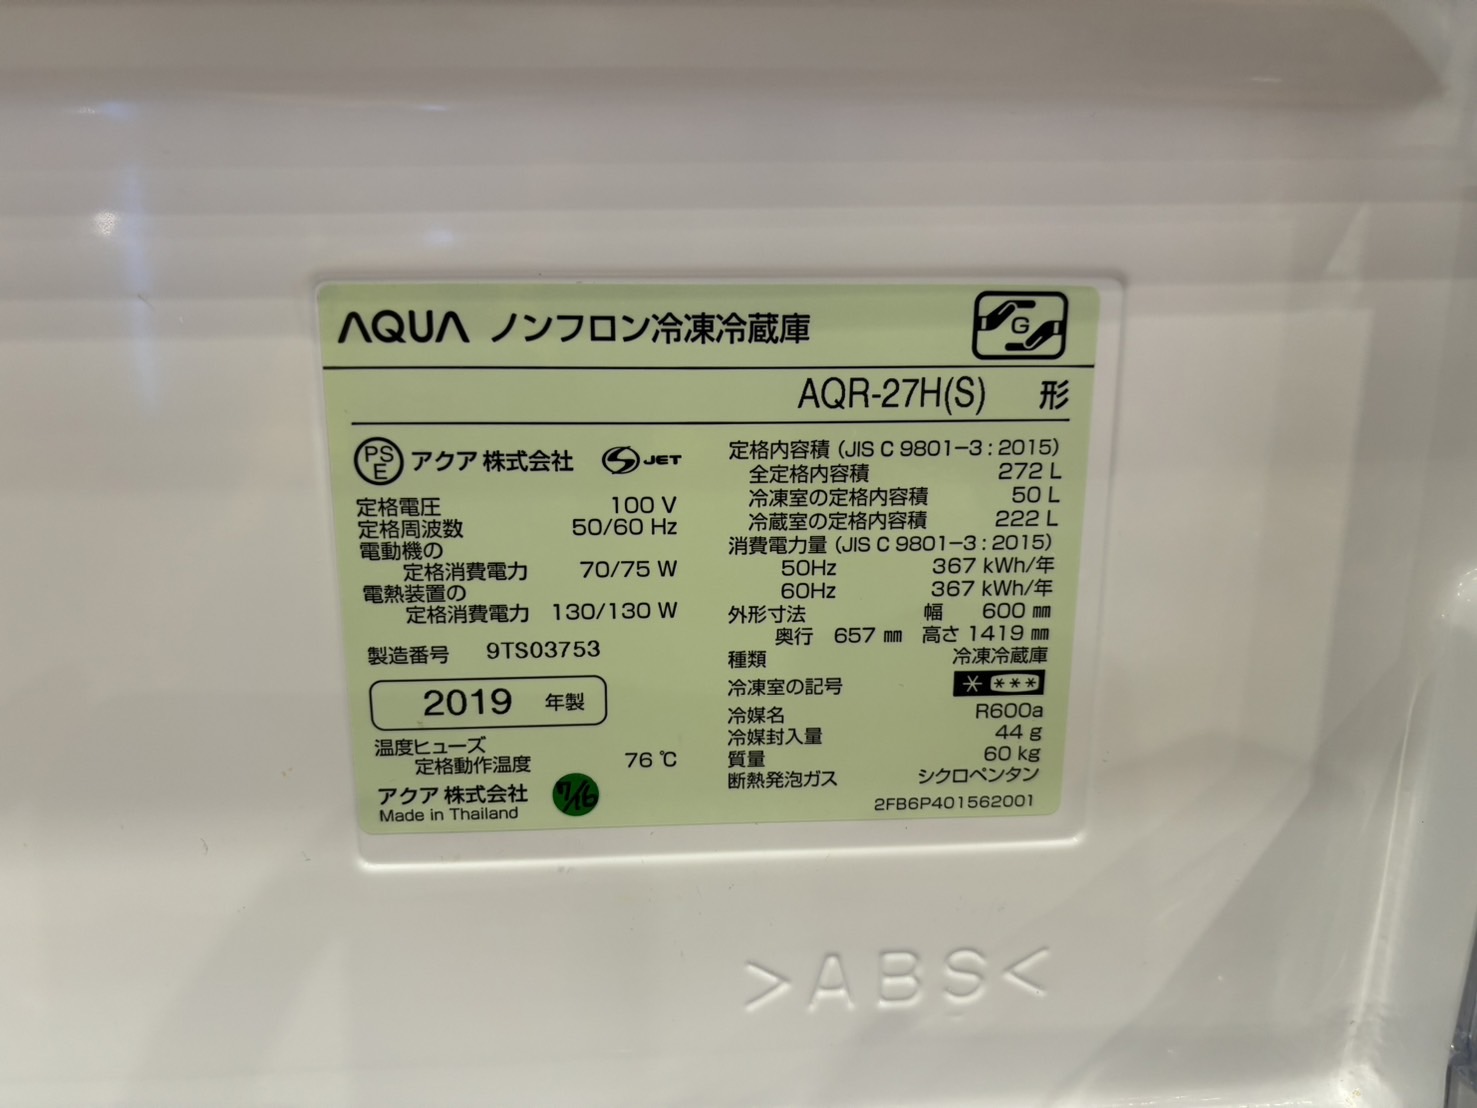 AQUA ノンフロン冷凍冷蔵庫
G
AQR-27H(S) 形
PSE アクア 株式会社 S JET
定格電圧 100 V
定格周波数 50/60 Hz
電動機の
定格消費電力 70/75 W
電熱装置の
定格消費電力 130/130 W
製造番号 9TS03753
2019 年製
温度ヒューズ
定格動作温度 76 ℃
アクア 株式会社
Made in Thailand
7/16
定格内容積 (JIS C 9801-3 : 2015)
全定格内容積 272 L
冷凍室の定格内容積 50 L
冷蔵室の定格内容積 222 L
消費電力量 (JIS C 9801-3 : 2015)
50Hz 367 kWh/年
60Hz 367 kWh/年
外形寸法 幅 600 ㎜
奥行 657 ㎜ 高さ 1419 ㎜
種類 冷凍冷蔵庫
冷凍室の記号 * ***
冷媒名 R600a
冷媒封入量 44 g
質量 60 kg
断熱発泡ガス シクロペンタン
2FB6P401562001
>ABS<